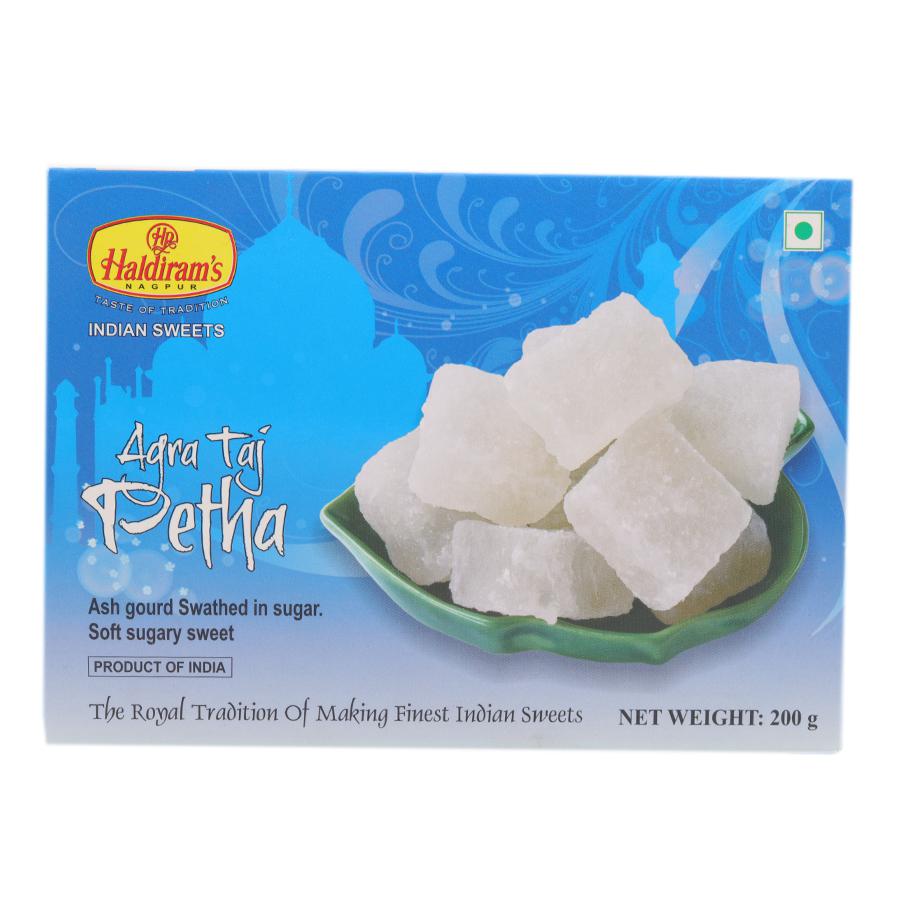 HR
Haldiram's
NAGPUR
TASTE OF TRADITION
INDIAN SWEETS
Agra Taj
Petha
Ash gourd Swathed in sugar.
Soft sugary sweet
PRODUCT OF INDIA
The Royal Tradition Of Making Finest Indian Sweets
NET WEIGHT: 200 g